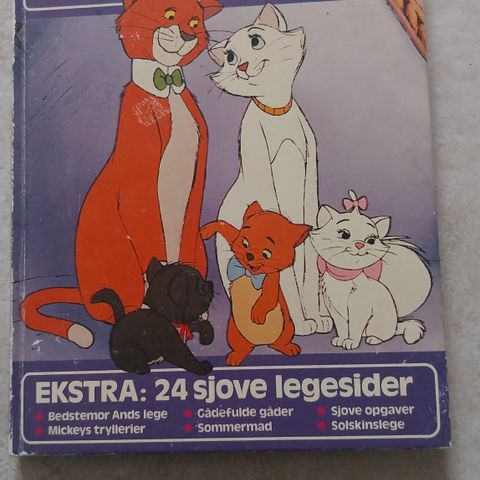 EKSTRA: 24 sjove legesider
Bedstemor Ands lege
Gådefulde gåder
Sjove opgaver
Mickeys tryllerier
Sommermad
Solskinslege